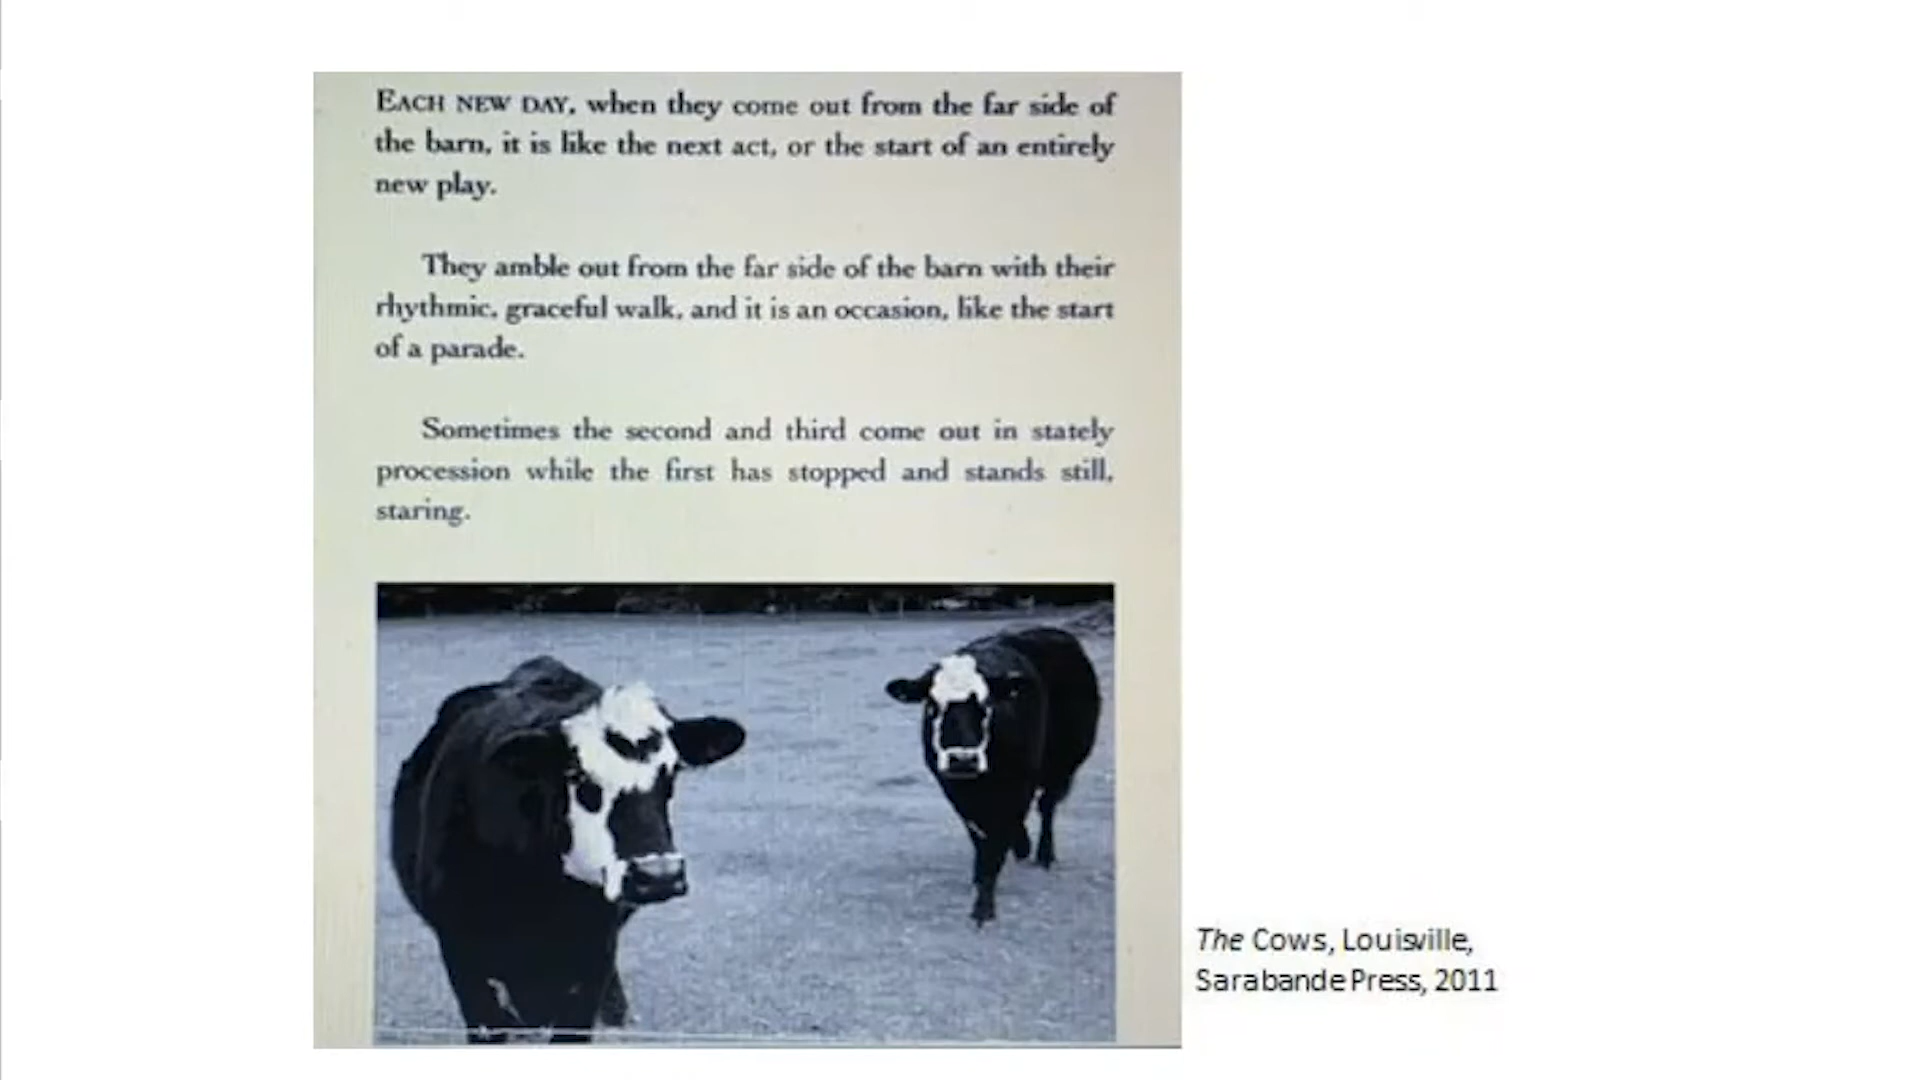 EACH NEW DAY, when they come out from the far side of
the barn, it is like the next act, or the start of an entirely
new play.
They amble out from the far side of the barn with their
rhythmic, graceful walk, and it is an occasion, like the start
of a parade.
Sometimes the second and third come out in stately
procession while the first has stopped and stands still,
staring.
The Cows, Louisville,
Sarabande Press, 2011